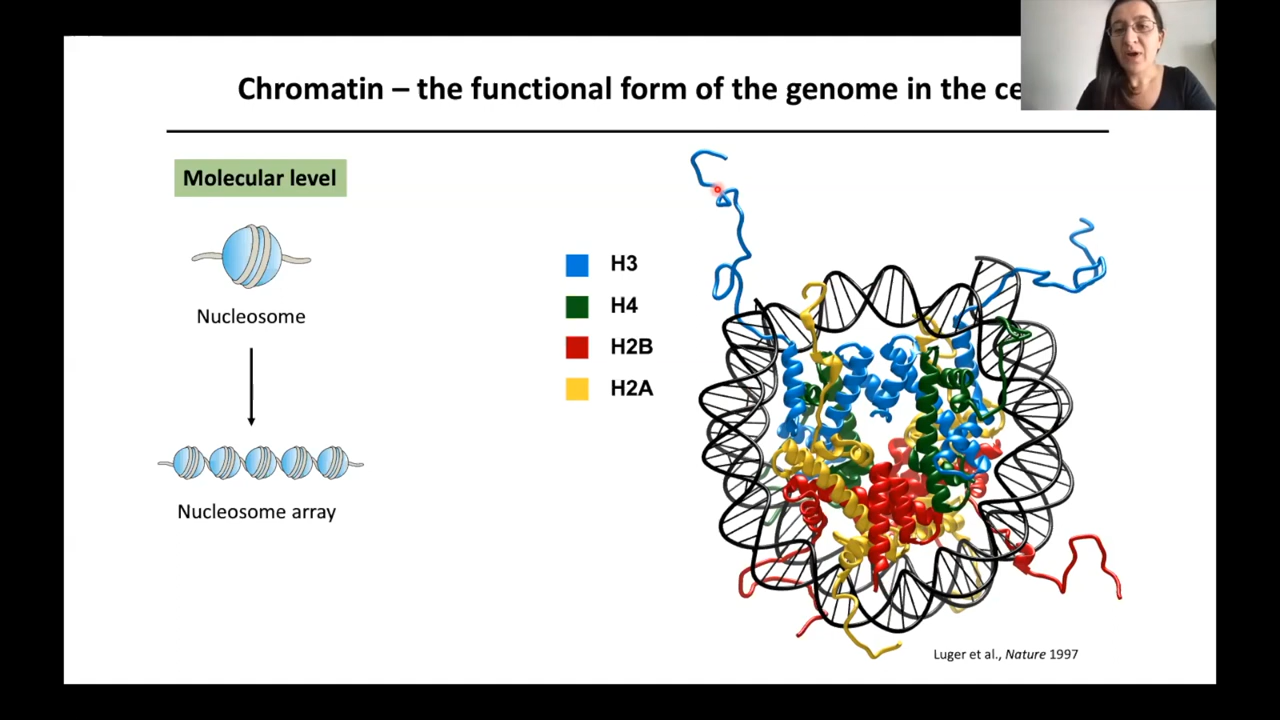 Chromatin – the functional form of the genome in the ce
Molecular level
Nucleosome
Nucleosome array
H3
H4
H2B
H2A
Luger et al., Nature 1997